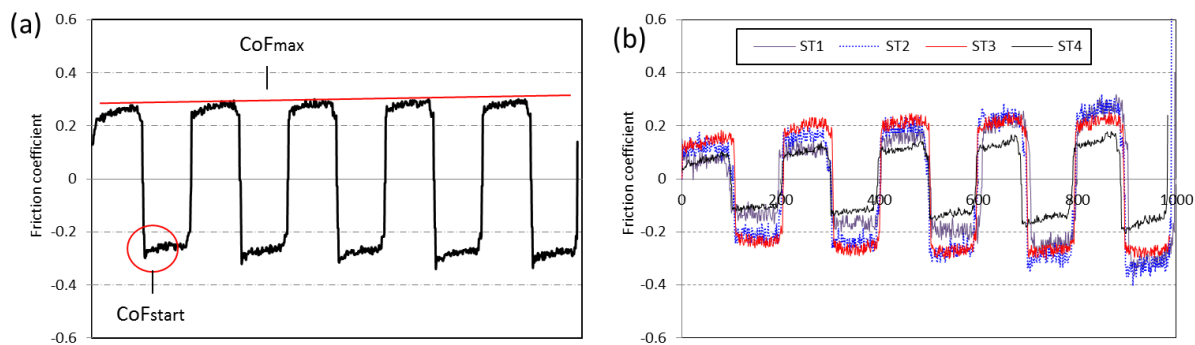 (a)
0.6
0.4
0.2
0
-0.2
-0.4
-0.6
Friction coefficient
CoFmax
CoFstart
(b)
0.6
0.4
0.2
0
-0.2
-0.4
-0.6
Friction coefficient
ST1 ST2 ST3 ST4
0 200 400 600 800 1000